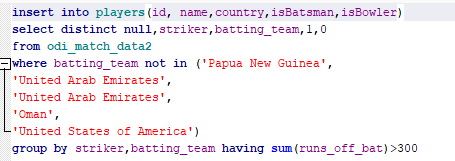 insert into players(id, name,country,isBatsman,isBowler)
select distinct null,striker,batting_team,1,0
from odi_match_data2
where batting_team not in ('Papua New Guinea',
'United Arab Emirates',
'United Arab Emirates',
'Oman',
'United States of America')
group by striker,batting_team having sum(runs_off_bat)>300